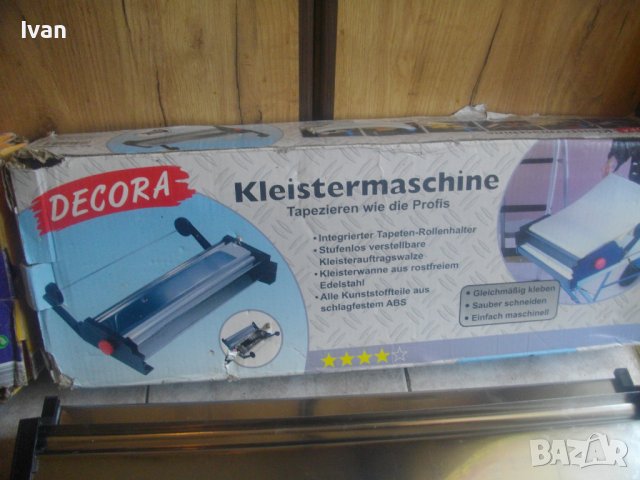 Ivan
DECORA
Kleistermaschine
Tapezieren wie die Profis
• Integrierter Tapeten-Rollenhalter
• Stufenlos verstellbare
Kleisterauftragswalze
• Kleisterwanne aus rostfreiem
Edelstahl
• Alle Kunststoffteile aus
schlagfestem ABS
• Gleichmäßig kleben
• Sauber schneiden
• Einfach maschinell
BAZAR